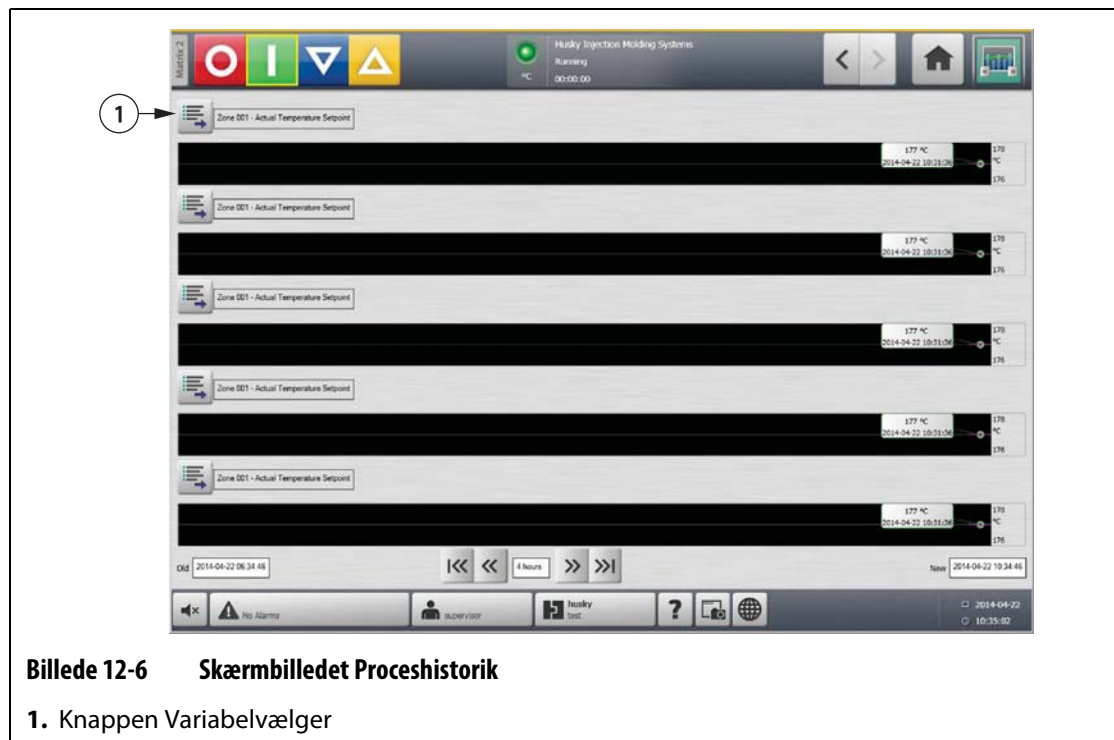 Matrix 2
Husky Injection Molding Systems
Running
°C 00:00:00
1
Zone 001 - Actual Temperature Setpoint
177 °C
2014-04-22 10:31:36
178
°C
176
Zone 001 - Actual Temperature Setpoint
177 °C
2014-04-22 10:31:36
178
°C
176
Zone 001 - Actual Temperature Setpoint
177 °C
2014-04-22 10:31:36
178
°C
176
Zone 001 - Actual Temperature Setpoint
177 °C
2014-04-22 10:31:36
178
°C
176
Zone 001 - Actual Temperature Setpoint
177 °C
2014-04-22 10:31:36
178
°C
176
Old 2014-04-22 06:34:46 4 hours New 2014-04-22 10:34:46
No Alarms supervisor husky test ? 2014-04-22
10:35:02
Billede 12-6 Skærmbilledet Proceshistorik
1. Knappen Variabelvælger